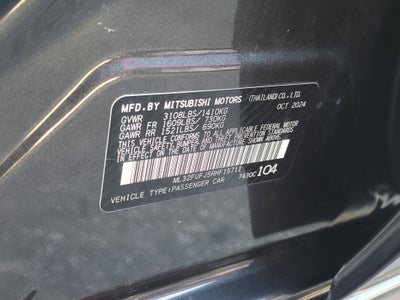 MFD.BY MITSUBISHI MOTORS (THAILAND)CO.,LTD.
OCT 2024
GVWR 3108LBS/1410KG
GAWR FR 1609LBS/ 730KG
GAWR RR 1521LBS/ 690KG
THIS VEHICLE CONFORMS TO ALL APPLICABLE FEDERAL MOTOR
VEHICLE SAFETY, BUMPER AND THEFT PREVENTION STANDARDS
IN EFFECT ON THE DATE OF MANUFACTURE SHOWN ABOVE.
ML32FUFJSRHF15711
VEHICLE TYPE:PASSENGER CAR 743GC 104